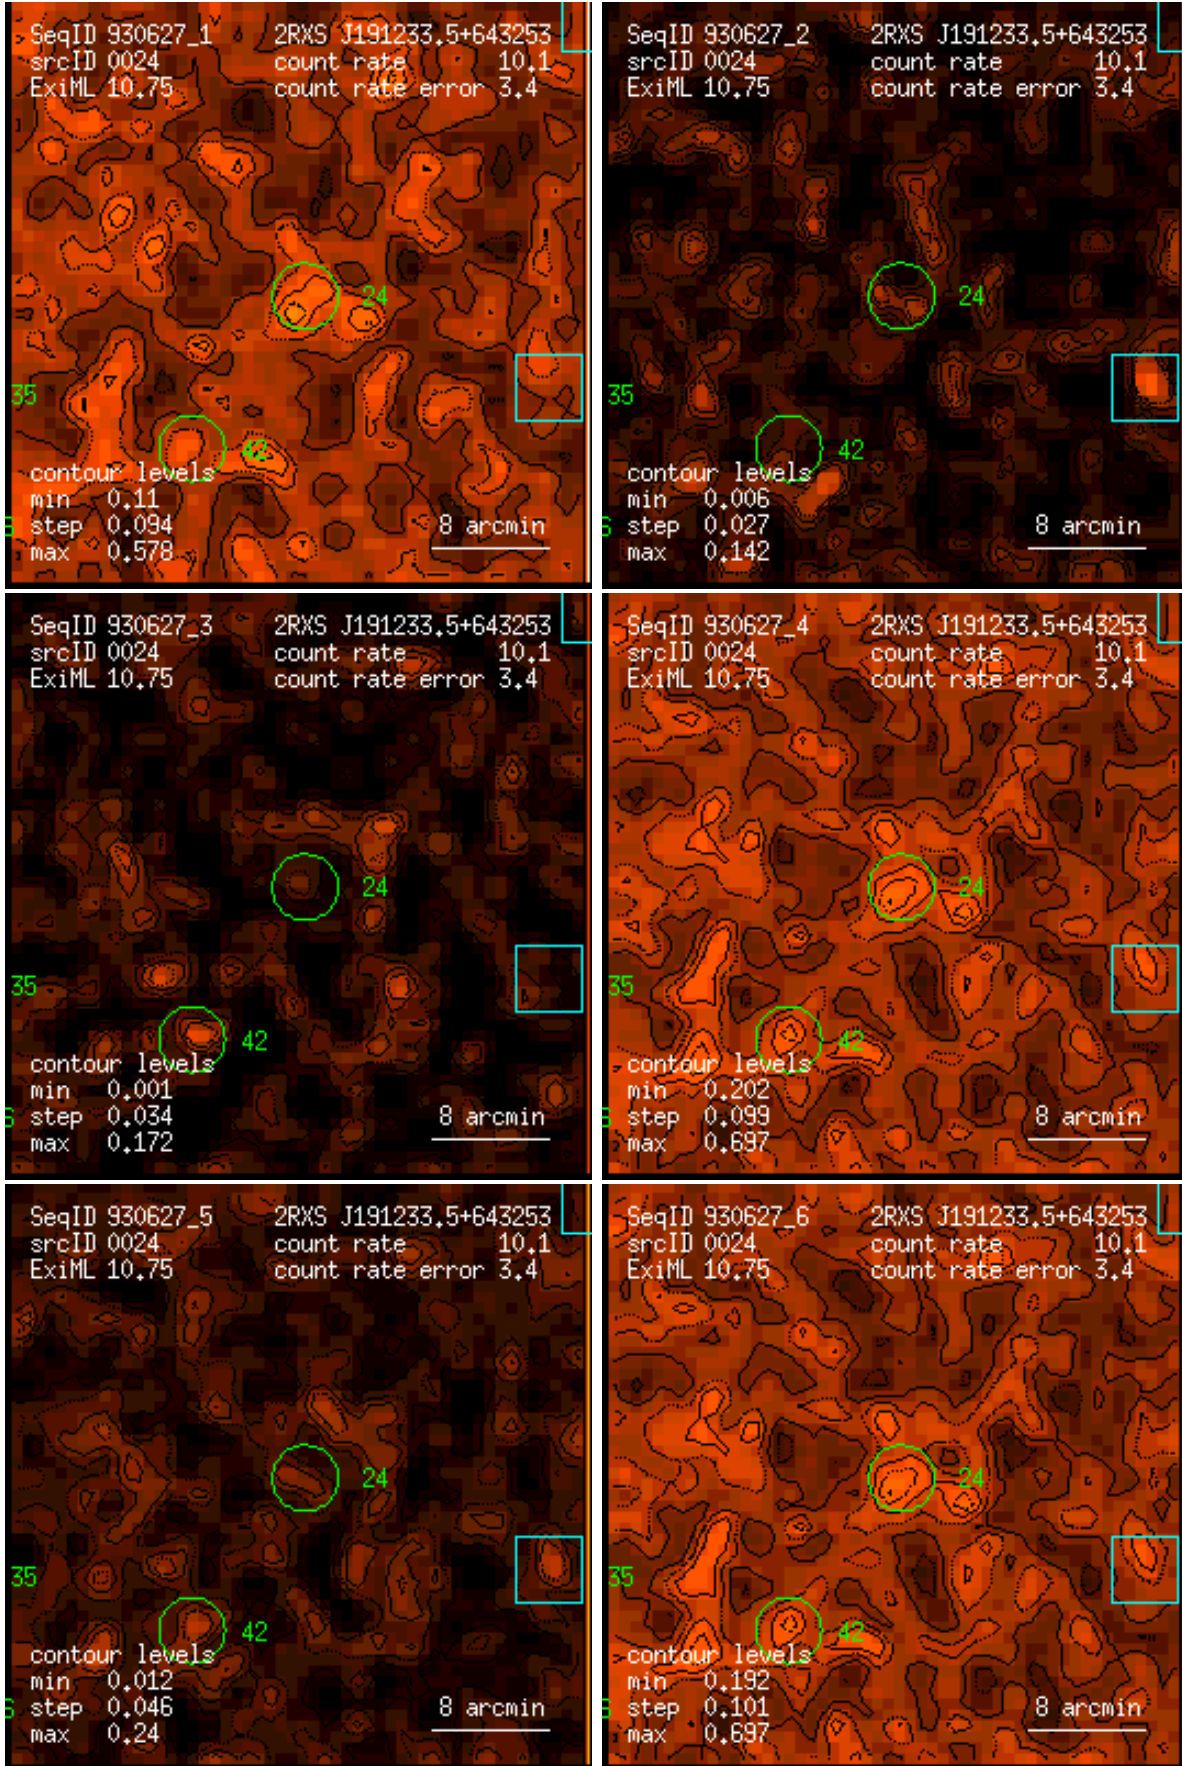 SeqID 930627_1 2RXS J191233.5+643253
srcID 0024 count rate 10.1
ExiML 10.75 count rate error 3.4
24
35
42
contour levels
min 0.11
step 0.094 8 arcmin
max 0.578
SeqID 930627_2 2RXS J191233.5+643253
srcID 0024 count rate 10.1
ExiML 10.75 count rate error 3.4
24
35
42
contour levels
min 0.006
step 0.027 8 arcmin
max 0.142
SeqID 930627_3 2RXS J191233.5+643253
srcID 0024 count rate 10.1
ExiML 10.75 count rate error 3.4
24
35
42
contour levels
min 0.001
step 0.034 8 arcmin
max 0.172
SeqID 930627_4 2RXS J191233.5+643253
srcID 0024 count rate 10.1
ExiML 10.75 count rate error 3.4
24
35
42
contour levels
min 0.202
step 0.099 8 arcmin
max 0.697
SeqID 930627_5 2RXS J191233.5+643253
srcID 0024 count rate 10.1
ExiML 10.75 count rate error 3.4
24
35
42
contour levels
min 0.012
step 0.046 8 arcmin
max 0.24
SeqID 930627_6 2RXS J191233.5+643253
srcID 0024 count rate 10.1
ExiML 10.75 count rate error 3.4
24
35
42
contour levels
min 0.192
step 0.101 8 arcmin
max 0.697